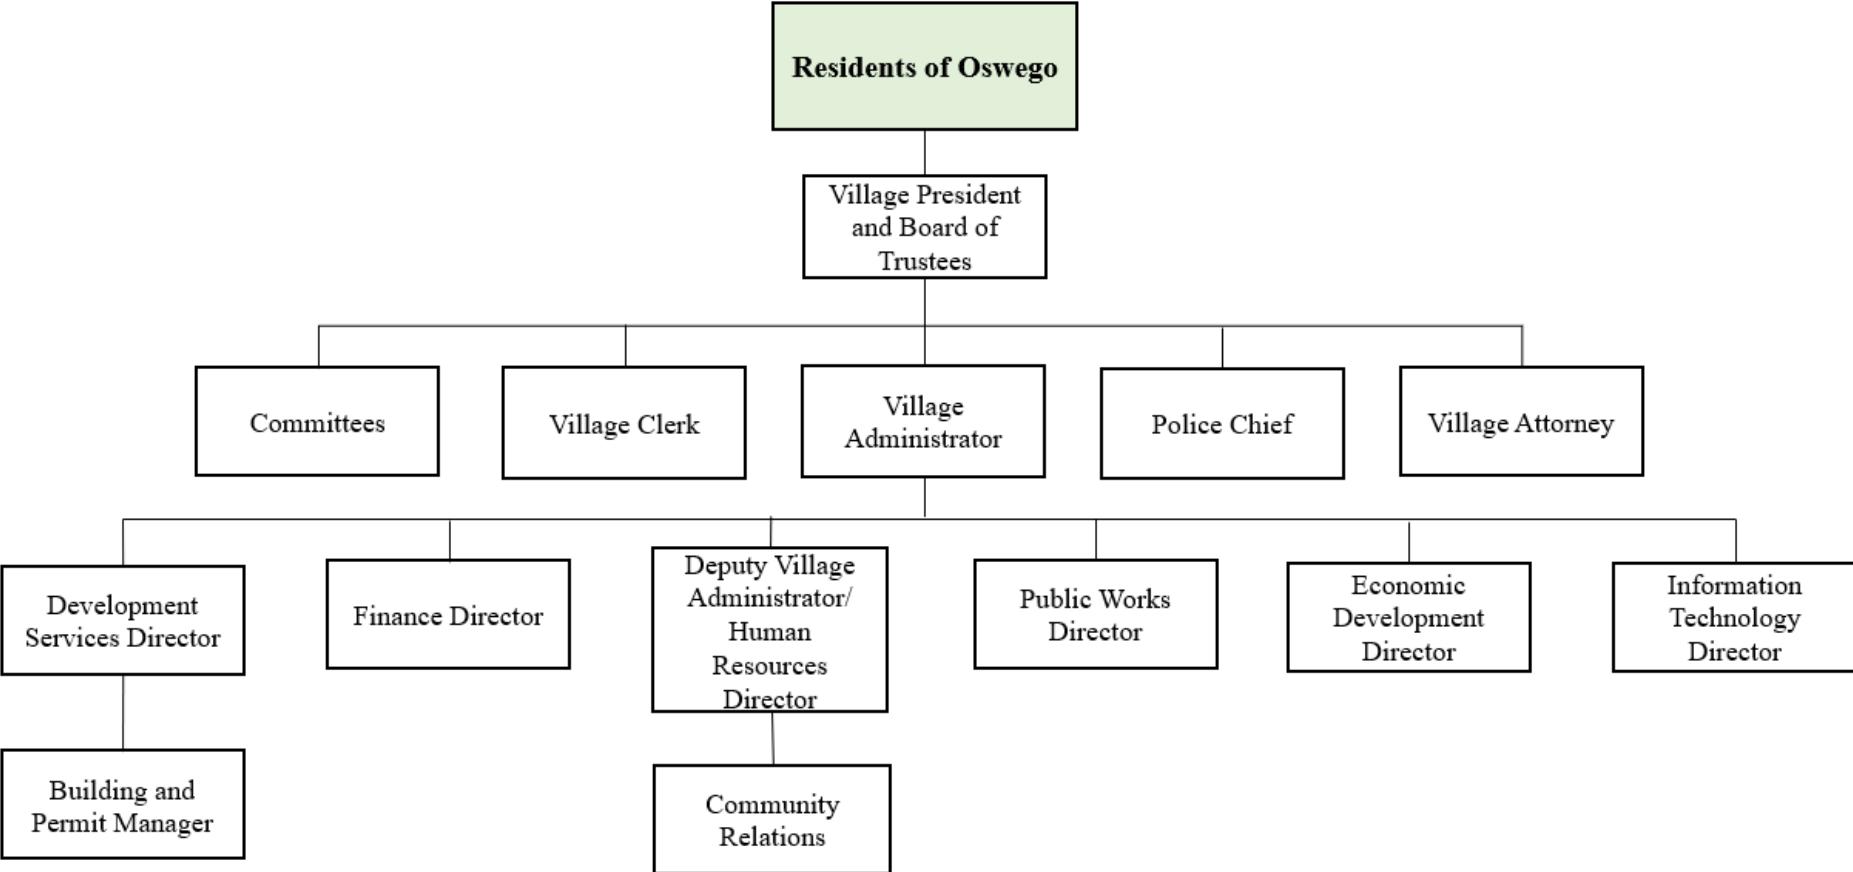 Residents of Oswego
Village President
and Board of
Trustees
Committees
Village Clerk
Village
Administrator
Police Chief
Village Attorney
Development
Services Director
Finance Director
Deputy Village
Administrator/
Human
Resources
Director
Public Works
Director
Economic
Development
Director
Information
Technology
Director
Building and
Permit Manager
Community
Relations